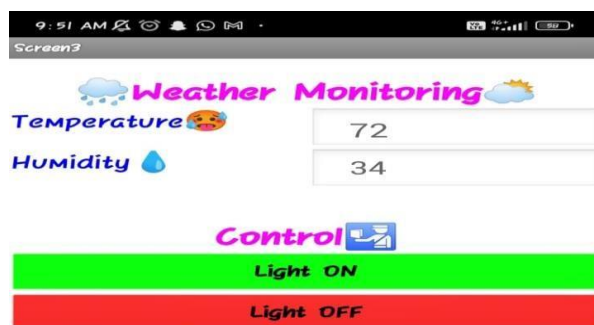 9:51 AM
Screen3
Weather Monitoring
Temperature
72
Humidity
34
Control
Light ON
Light OFF